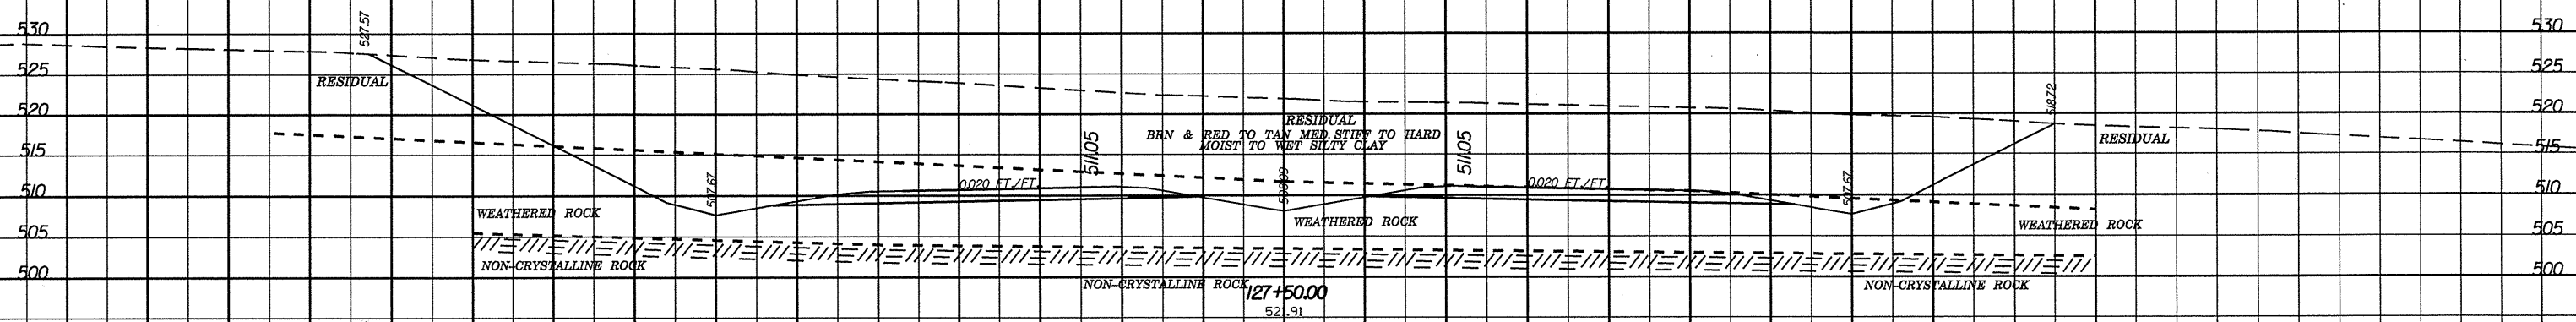 530
527.57
530
525
RESIDUAL
525
520
518.72
520
RESIDUAL
BRN & RED TO TAN MED. STIFF TO HARD
MOIST TO WET SILTY CLAY
511.05
511.05
RESIDUAL
515
515
0.020 FT./FT.
0.020 FT./FT.
510
507.67
507.67
510
WEATHERED ROCK
WEATHERED ROCK
WEATHERED ROCK
505
505
NON-CRYSTALLINE ROCK
500
500
NON-CRYSTALLINE ROCK
NON-CRYSTALLINE ROCK
127+50.00
521.91